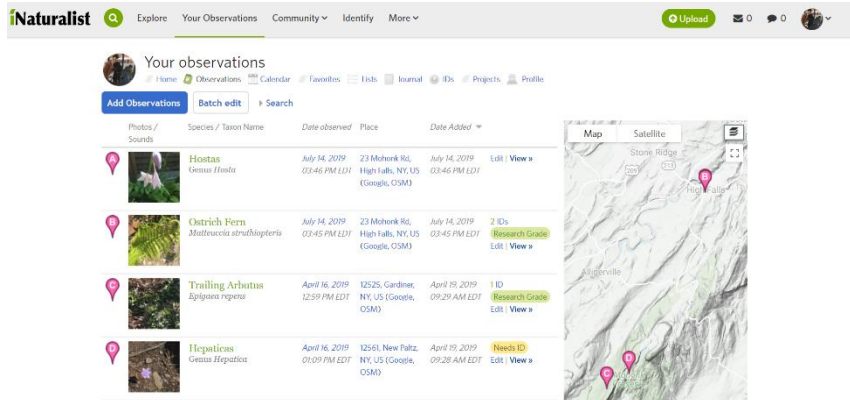 iNaturalist Explore Your Observations Community Identify More Upload 0 0
Your observations
Home Observations Calendar Favorites Lists Journal IDs Projects Profile
Add Observations Batch edit Search
Photos / Sounds Species / Taxon Name Date observed Place Date Added
A
Hostas
Genus Hosta
July 14, 2019
03:46 PM EDT
23 Mohonk Rd,
High Falls, NY, US
(Google, OSM)
July 14, 2019
03:46 PM EDT
Edit | View »
B
Ostrich Fern
Matteuccia struthiopteris
July 14, 2019
03:45 PM EDT
23 Mohonk Rd,
High Falls, NY, US
(Google, OSM)
July 14, 2019
03:45 PM EDT
2 IDs
Research Grade
Edit | View »
C
Trailing Arbutus
Epigaea repens
April 16, 2019
12:59 PM EDT
12525, Gardiner,
NY, US (Google,
OSM)
April 19, 2019
09:29 AM EDT
1 ID
Research Grade
Edit | View »
D
Hepaticas
Genus Hepatica
April 16, 2019
01:09 PM EDT
12561, New Paltz,
NY, US (Google,
OSM)
April 19, 2019
09:28 AM EDT
Needs ID
Edit | View »
Map Satellite
Stone Ridge
213
B
High Falls
Alligerville
D
C